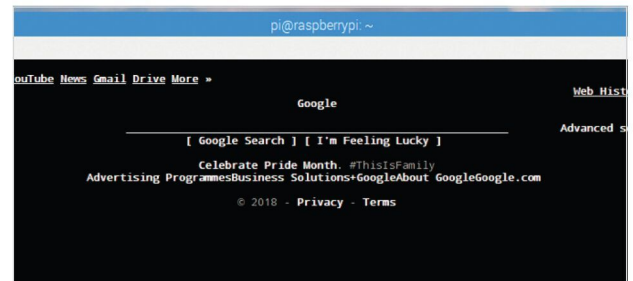 pi@raspberrypi: ~
ouTube News Gmail Drive More »
Web Hist
Google
Advanced s
[ Google Search ] [ I'm Feeling Lucky ]
Celebrate Pride Month. #ThisIsFamily
Advertising ProgrammesBusiness Solutions+GoogleAbout GoogleGoogle.com
© 2018 - Privacy - Terms